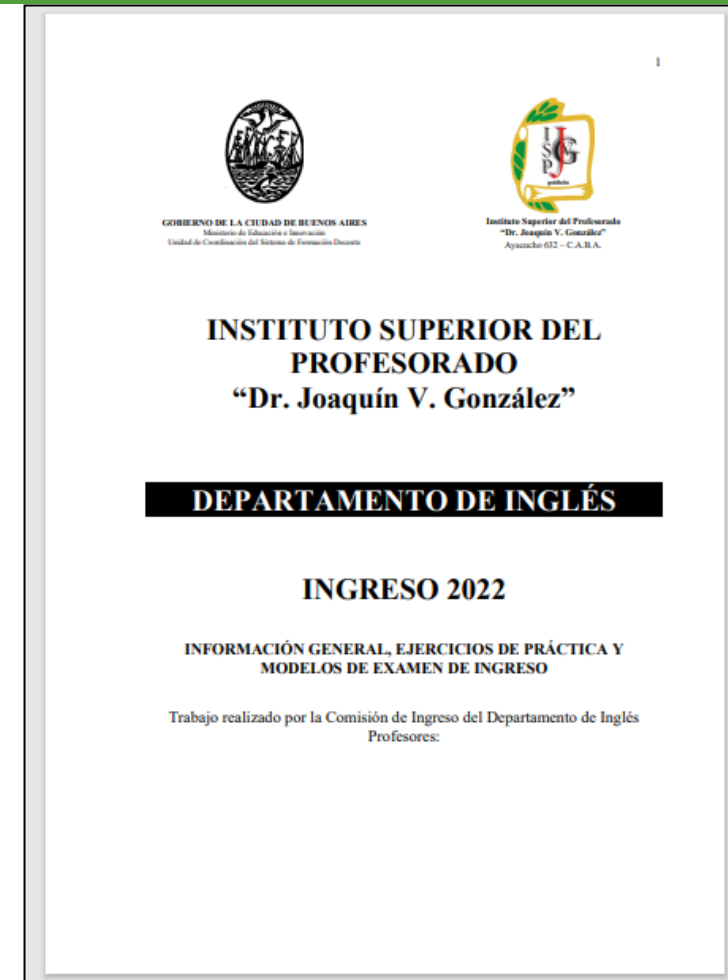 1
GOBIERNO DE LA CIUDAD DE BUENOS AIRES
Ministerio de Educación e Innovación
Unidad de Coordinación del Sistema de Formación Docente
I
S
P
JVG
Instituto Superior del Profesorado
“Dr. Joaquín V. González”
Ayacucho 632 – C.A.B.A.
INSTITUTO SUPERIOR DEL
PROFESORADO
“Dr. Joaquín V. González”
DEPARTAMENTO DE INGLÉS
INGRESO 2022
INFORMACIÓN GENERAL, EJERCICIOS DE PRÁCTICA Y
MODELOS DE EXAMEN DE INGRESO
Trabajo realizado por la Comisión de Ingreso del Departamento de Inglés
Profesores: